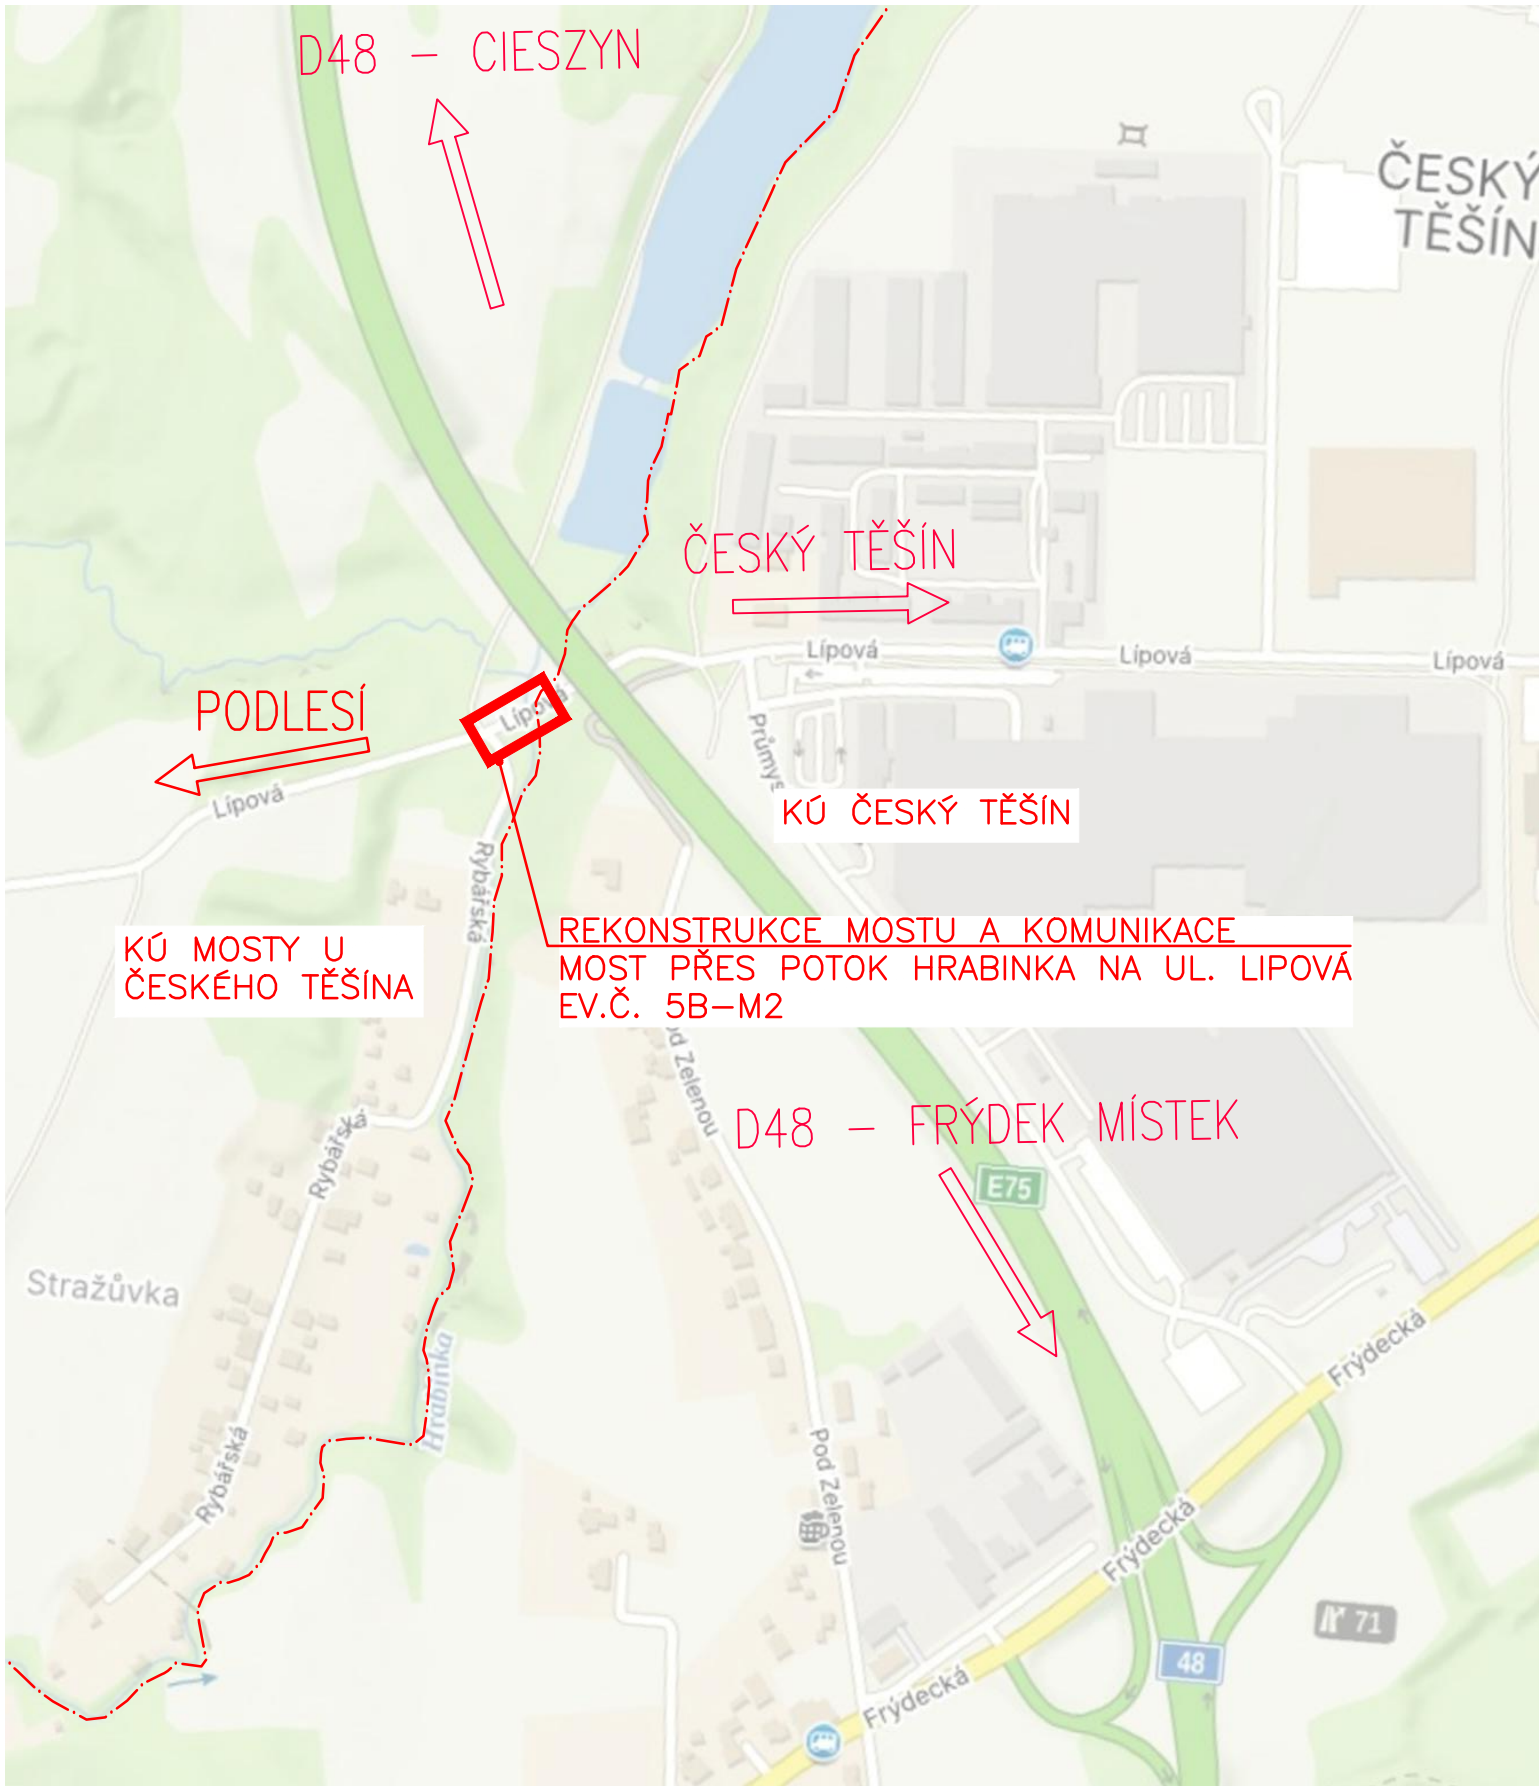 D48 – CIESZYN
ČESKÝ
TĚŠÍN
ČESKÝ TĚŠÍN
Lípová
Lípová
Lípová
PODLESÍ
Lípová
Lípová
KÚ ČESKÝ TĚŠÍN
Rybářská
KÚ MOSTY U
ČESKÉHO TĚŠÍNA
REKONSTRUKCE MOSTU A KOMUNIKACE
MOST PŘES POTOK HRABINKA NA UL. LIPOVÁ
EV.Č. 5B–M2
Zelenou
D48 – FRÝDEK MÍSTEK
Rybářská
E75
Stražůvka
Hrabinka
Frýdecká
Rybářská
Pod Zelenou
Frýdecká
71
48
Frýdecká